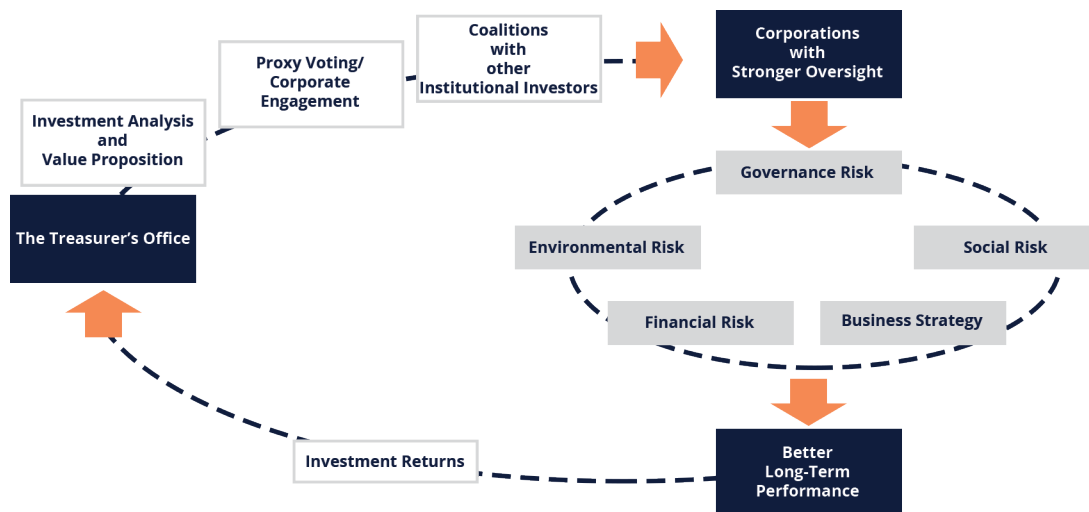 Coalitions
with
other
Institutional Investors
Corporations
with
Stronger Oversight
Proxy Voting/
Corporate
Engagement
Investment Analysis
and
Value Proposition
Governance Risk
The Treasurer’s Office
Environmental Risk
Social Risk
Financial Risk
Business Strategy
Investment Returns
Better
Long-Term
Performance